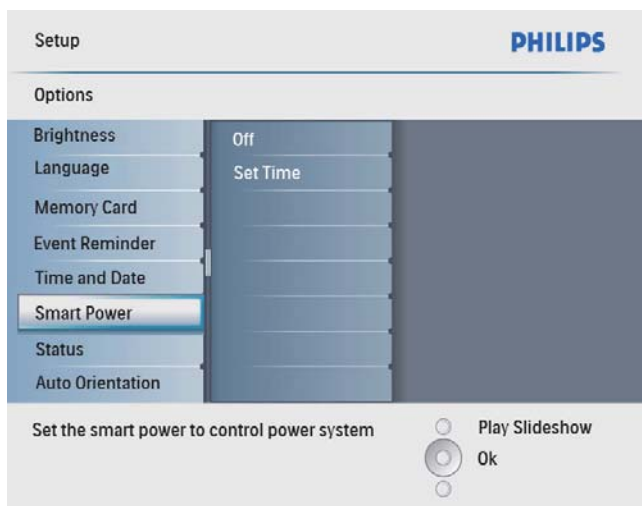 Setup
PHILIPS
Options
Brightness
Off
Language
Set Time
Memory Card
Event Reminder
Time and Date
Smart Power
Status
Auto Orientation
Set the smart power to control power system
Play Slideshow
Ok